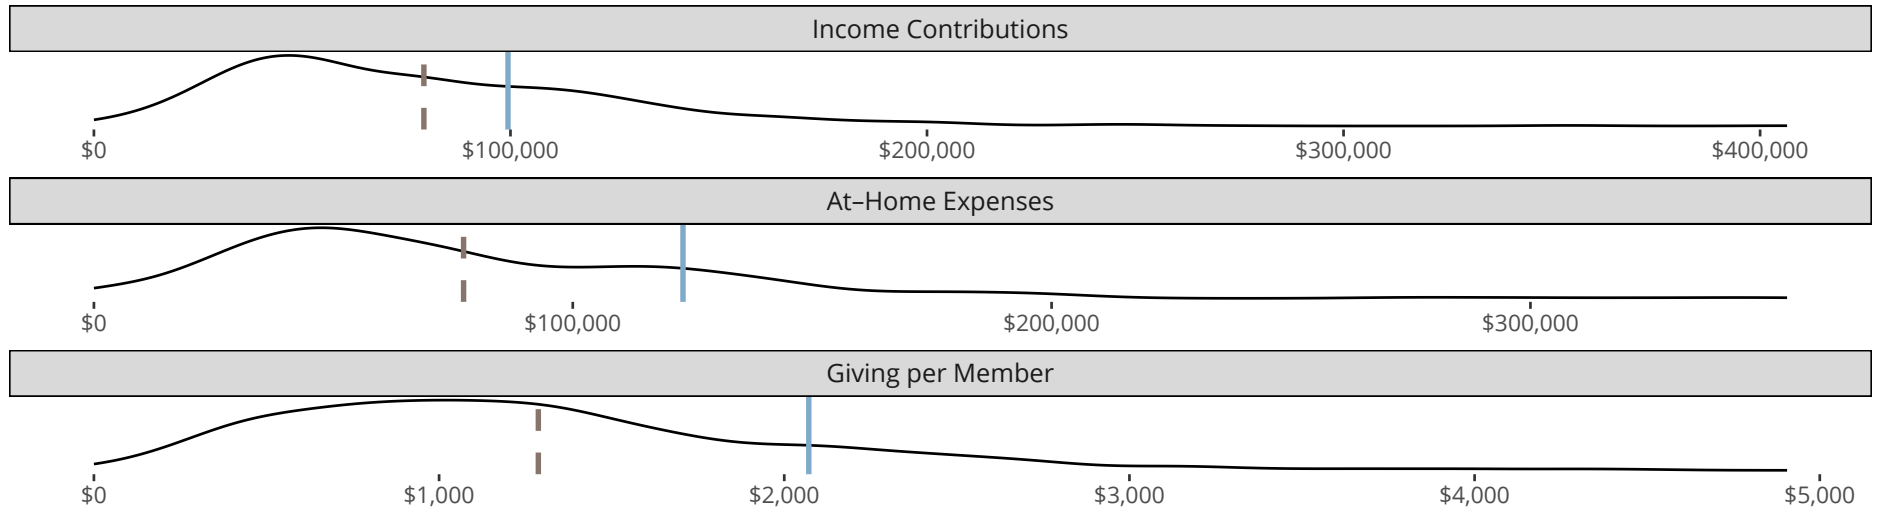 Income Contributions
$0 $100,000 $200,000 $300,000 $400,000
At–Home Expenses
$0 $100,000 $200,000 $300,000
Giving per Member
$0 $1,000 $2,000 $3,000 $4,000 $5,000